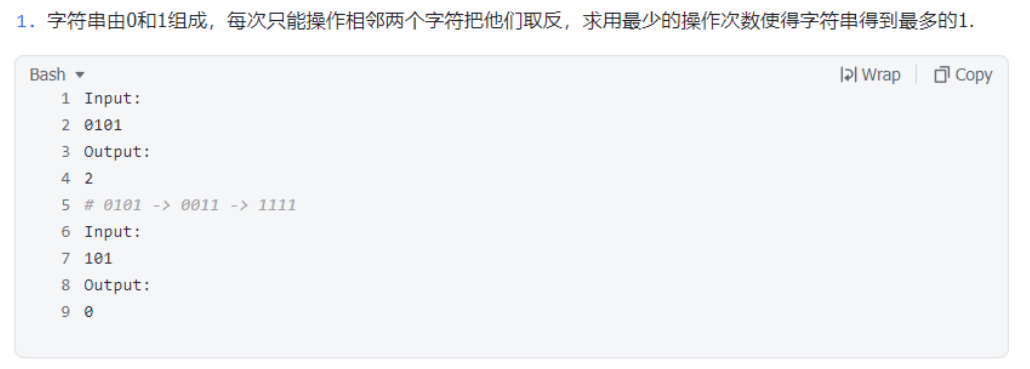 1. 字符串由0和1组成，每次只能操作相邻两个字符把他们取反，求用最少的操作次数使得字符串得到最多的1.
Bash Wrap Copy
1 Input:
2 0101
3 Output:
4 2
5 # 0101 -> 0011 -> 1111
6 Input:
7 101
8 Output:
9 0